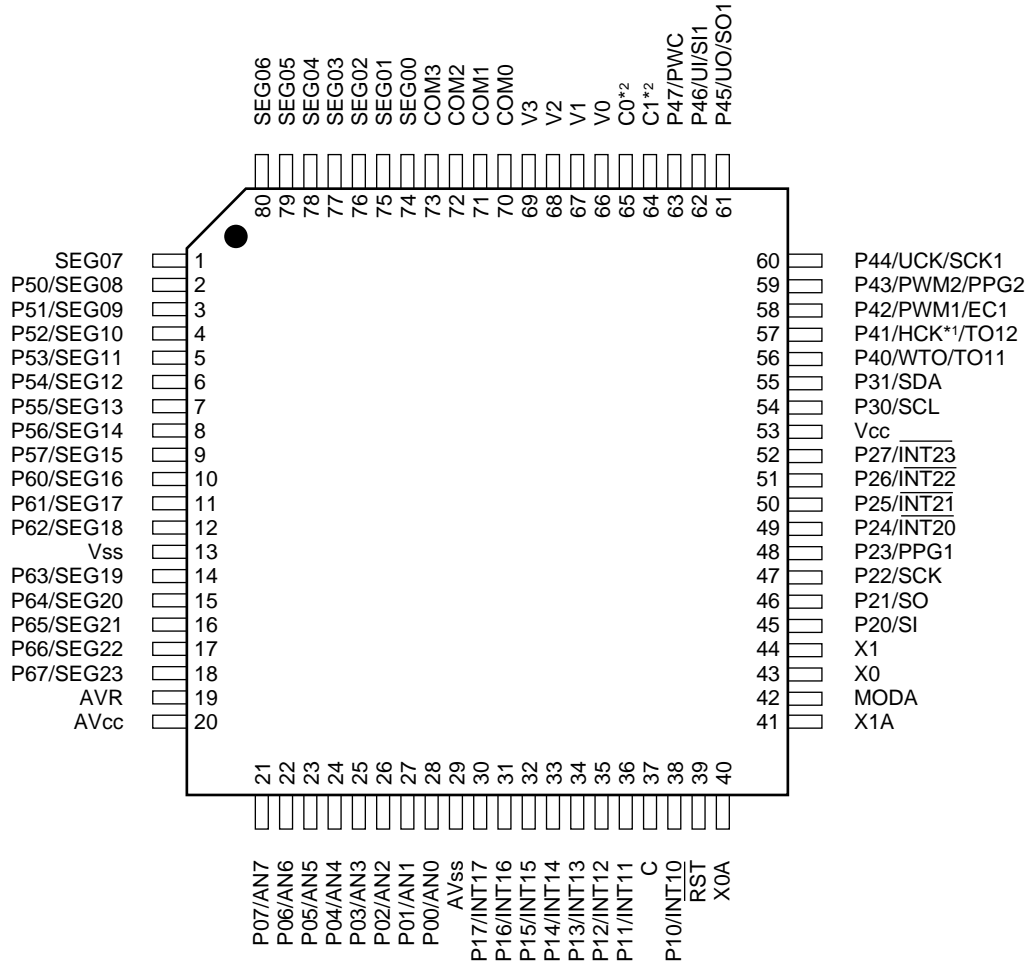 SEG06
SEG05
SEG04
SEG03
SEG02
SEG01
SEG00
COM3
COM2
COM1
COM0
V3
V2
V1
V0
C0*2
C1*2
P47/PWC
P46/UI/SI1
P45/UO/SO1
80
79
78
77
76
75
74
73
72
71
70
69
68
67
66
65
64
63
62
61
SEG07 1
P50/SEG08 2
P51/SEG09 3
P52/SEG10 4
P53/SEG11 5
P54/SEG12 6
P55/SEG13 7
P56/SEG14 8
P57/SEG15 9
P60/SEG16 10
P61/SEG17 11
P62/SEG18 12
Vss 13
P63/SEG19 14
P64/SEG20 15
P65/SEG21 16
P66/SEG22 17
P67/SEG23 18
AVR 19
AVcc 20
60 P44/UCK/SCK1
59 P43/PWM2/PPG2
58 P42/PWM1/EC1
57 P41/HCK*1/TO12
56 P40/WTO/TO11
55 P31/SDA
54 P30/SCL
53 Vcc
52 P27/INT23
51 P26/INT22
50 P25/INT21
49 P24/INT20
48 P23/PPG1
47 P22/SCK
46 P21/SO
45 P20/SI
44 X1
43 X0
42 MODA
41 X1A
21
22
23
24
25
26
27
28
29
30
31
32
33
34
35
36
37
38
39
40
P07/AN7
P06/AN6
P05/AN5
P04/AN4
P03/AN3
P02/AN2
P01/AN1
P00/AN0
AVss
P17/INT17
P16/INT16
P15/INT15
P14/INT14
P13/INT13
P12/INT12
P11/INT11
C
P10/INT10
RST
X0A